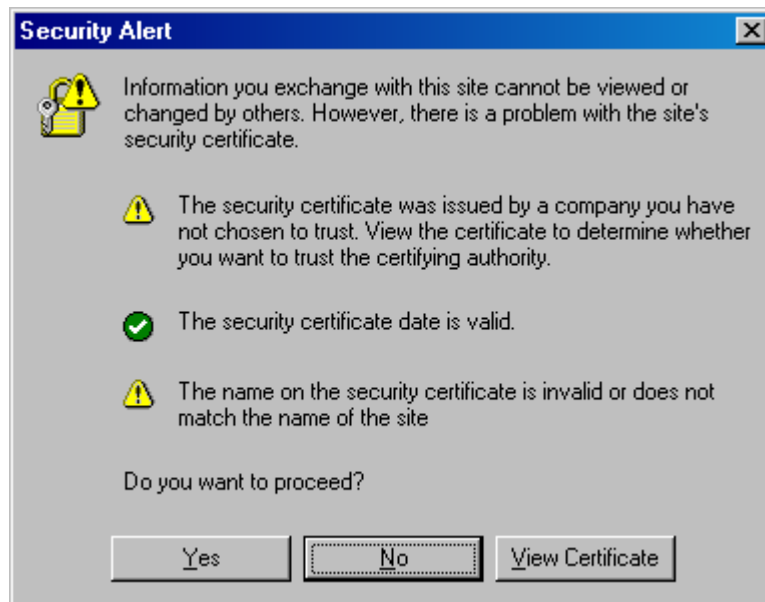 Security Alert
Information you exchange with this site cannot be viewed or
changed by others. However, there is a problem with the site's
security certificate.
The security certificate was issued by a company you have
not chosen to trust. View the certificate to determine whether
you want to trust the certifying authority.
The security certificate date is valid.
The name on the security certificate is invalid or does not
match the name of the site
Do you want to proceed?
Yes No View Certificate